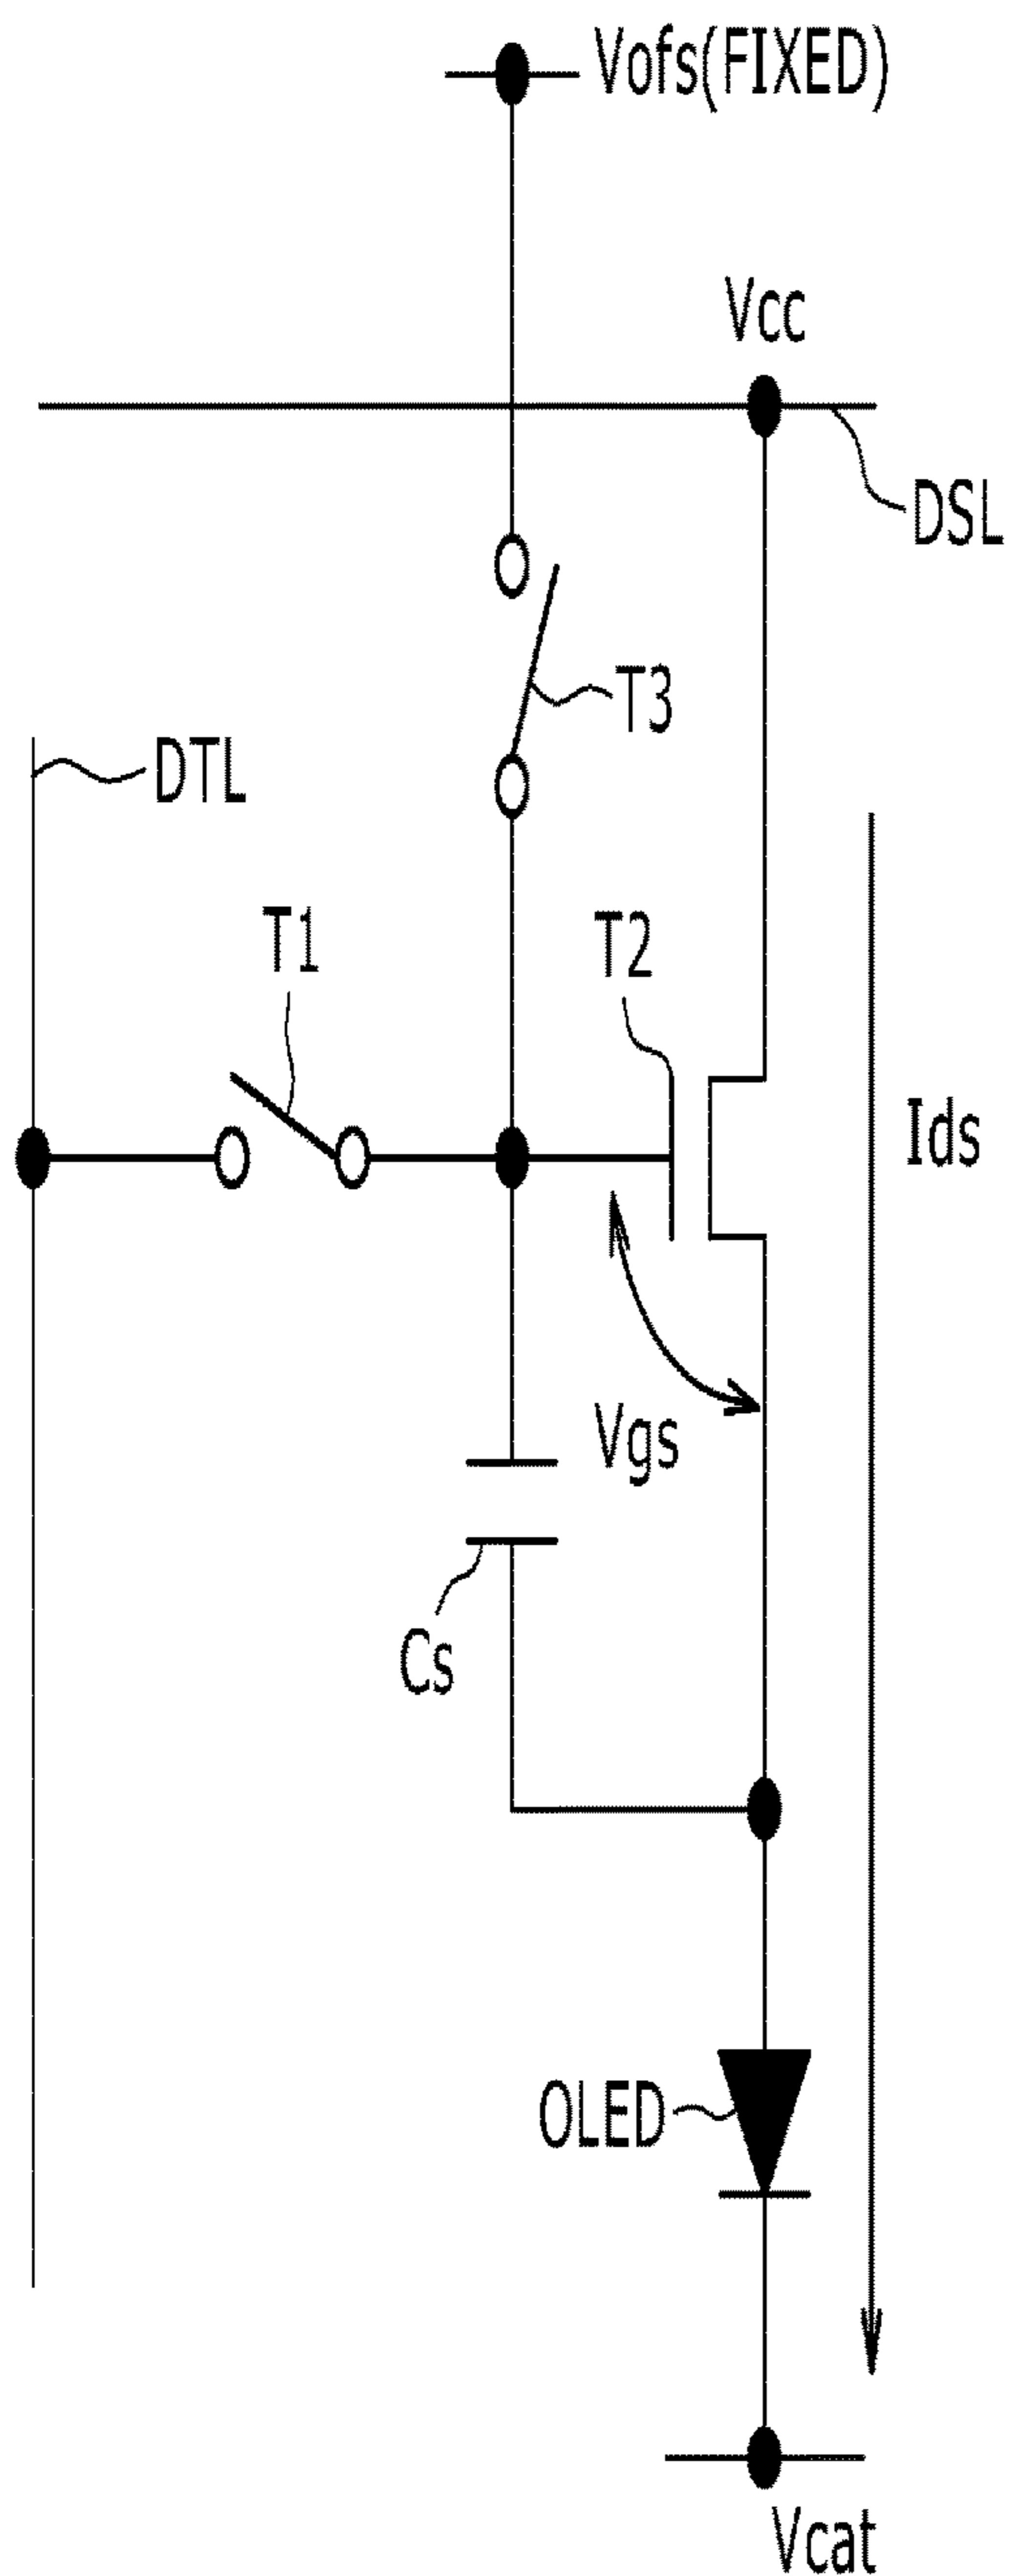 Vofs(FIXED)
Vcc
DSL
T3
DTL
T1
T2
Ids
Vgs
Cs
OLED
Vcat